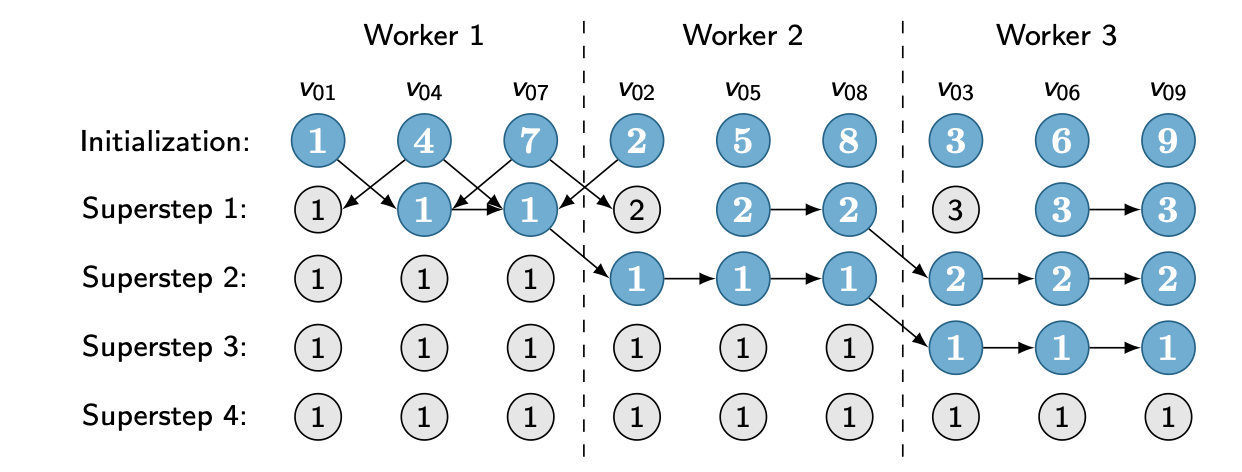 Worker 1 Worker 2 Worker 3
v01 v04 v07 v02 v05 v08 v03 v06 v09
Initialization: 1 4 7 2 5 8 3 6 9
Superstep 1: 1 1 1 2 2 2 3 3 3
Superstep 2: 1 1 1 1 1 1 2 2 2
Superstep 3: 1 1 1 1 1 1 1 1 1
Superstep 4: 1 1 1 1 1 1 1 1 1